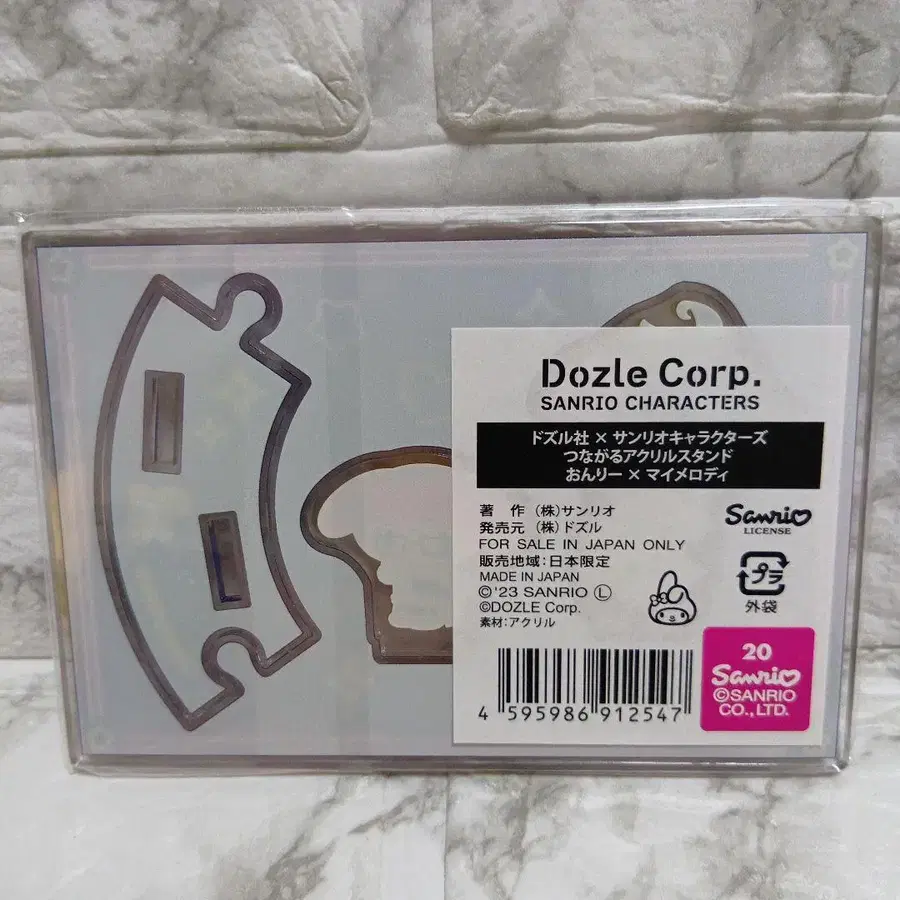 Dozle Corp.
SANRIO CHARACTERS
ドズル社 × サンリオキャラクターズ
つながるアクリルスタンド
おんりー × マイメロディ
著　作 (株)サンリオ
発売元 (株)ドズル
FOR SALE IN JAPAN ONLY
販売地域:日本限定
MADE IN JAPAN
©'23 SANRIO Ⓛ
©DOZLE Corp.
素材:アクリル
Sanrio
LICENSE
プラ
外袋
4 595986 912547
20
Sanrio
©SANRIO
CO., LTD.